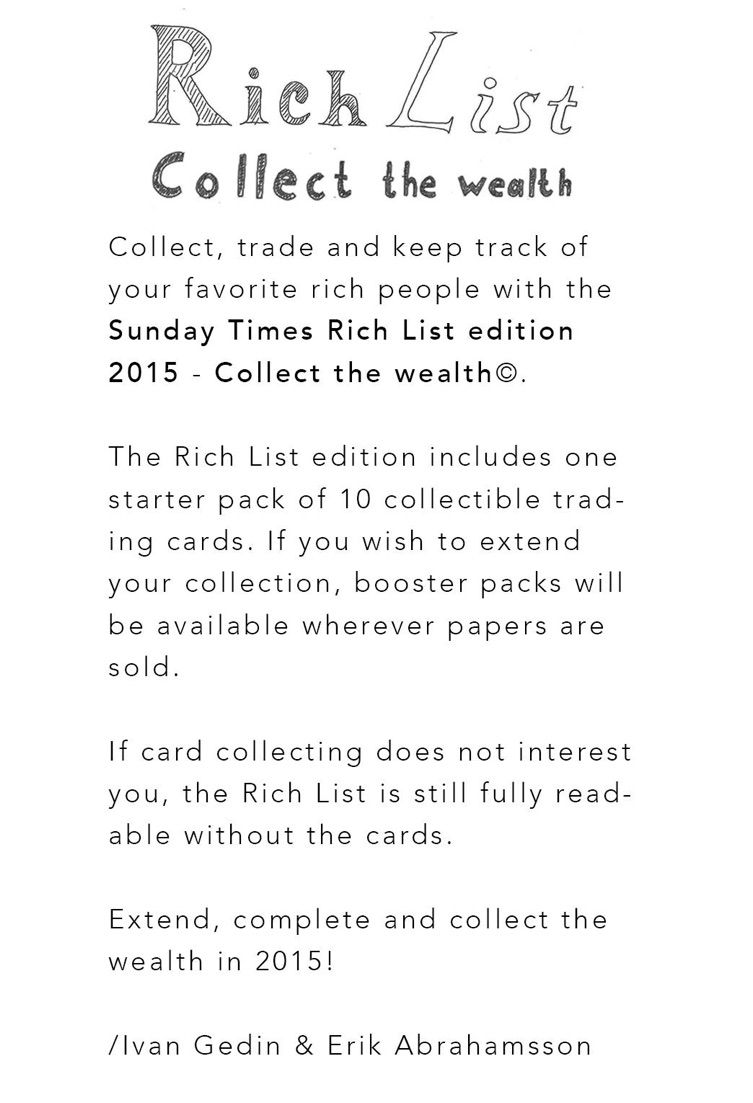 Rich List
Collect the wealth
Collect, trade and keep track of
your favorite rich people with the
Sunday Times Rich List edition
2015 - Collect the wealth©.
The Rich List edition includes one
starter pack of 10 collectible trad-
ing cards. If you wish to extend
your collection, booster packs will
be available wherever papers are
sold.
If card collecting does not interest
you, the Rich List is still fully read-
able without the cards.
Extend, complete and collect the
wealth in 2015!
/Ivan Gedin & Erik Abrahamsson